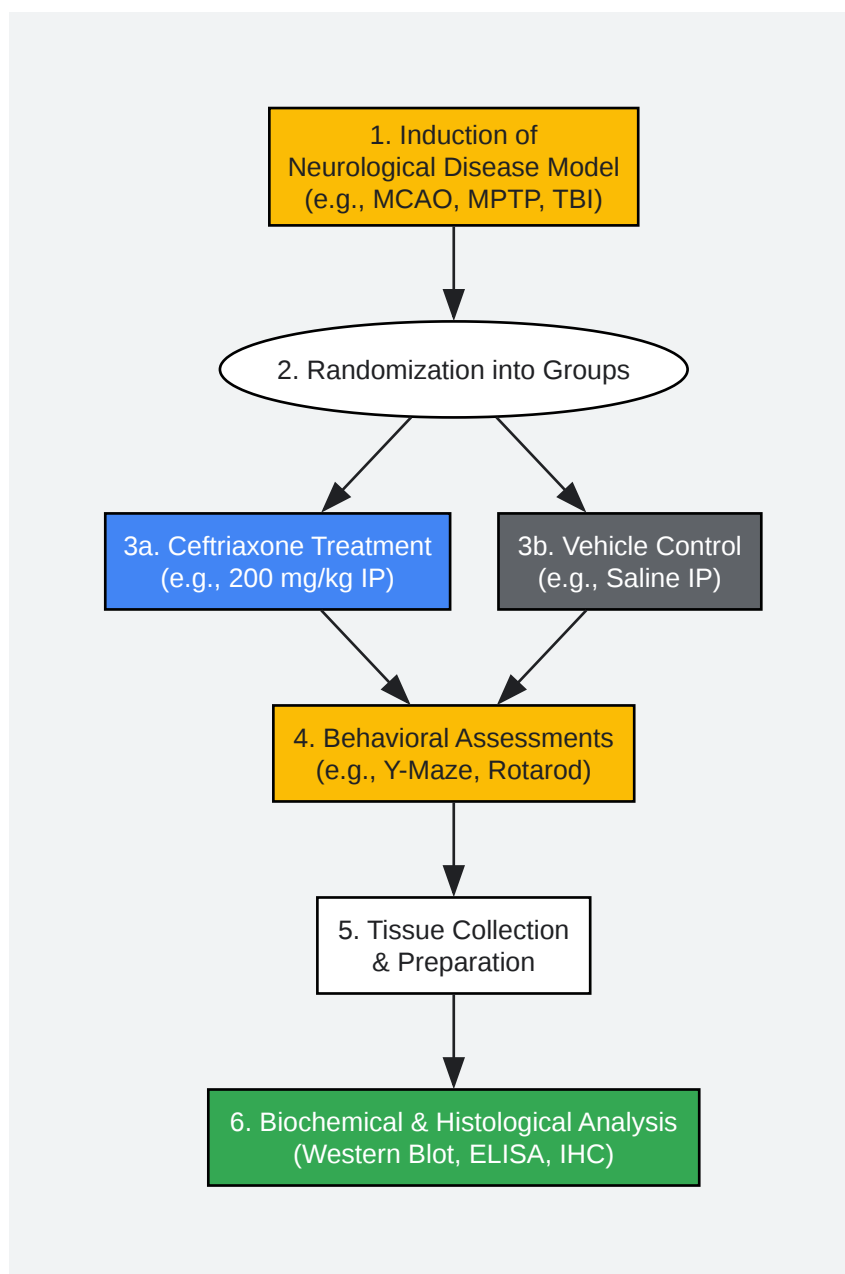 1. Induction of
Neurological Disease Model
(e.g., MCAO, MPTP, TBI)
2. Randomization into Groups
3a. Ceftriaxone Treatment
(e.g., 200 mg/kg IP)
3b. Vehicle Control
(e.g., Saline IP)
4. Behavioral Assessments
(e.g., Y-Maze, Rotarod)
5. Tissue Collection
& Preparation
6. Biochemical & Histological Analysis
(Western Blot, ELISA, IHC)